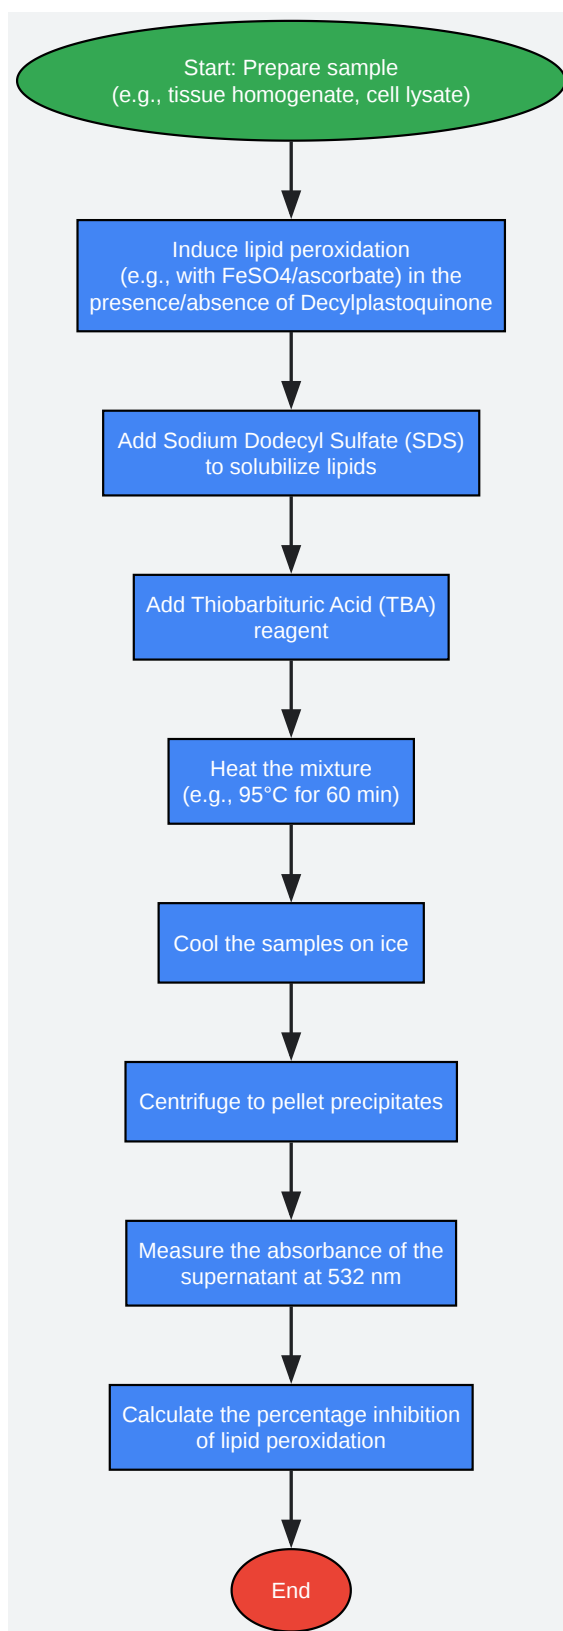 Start: Prepare sample
(e.g., tissue homogenate, cell lysate)
Induce lipid peroxidation
(e.g., with FeSO4/ascorbate) in the
presence/absence of Decylplastoquinone
Add Sodium Dodecyl Sulfate (SDS)
to solubilize lipids
Add Thiobarbituric Acid (TBA)
reagent
Heat the mixture
(e.g., 95°C for 60 min)
Cool the samples on ice
Centrifuge to pellet precipitates
Measure the absorbance of the
supernatant at 532 nm
Calculate the percentage inhibition
of lipid peroxidation
End